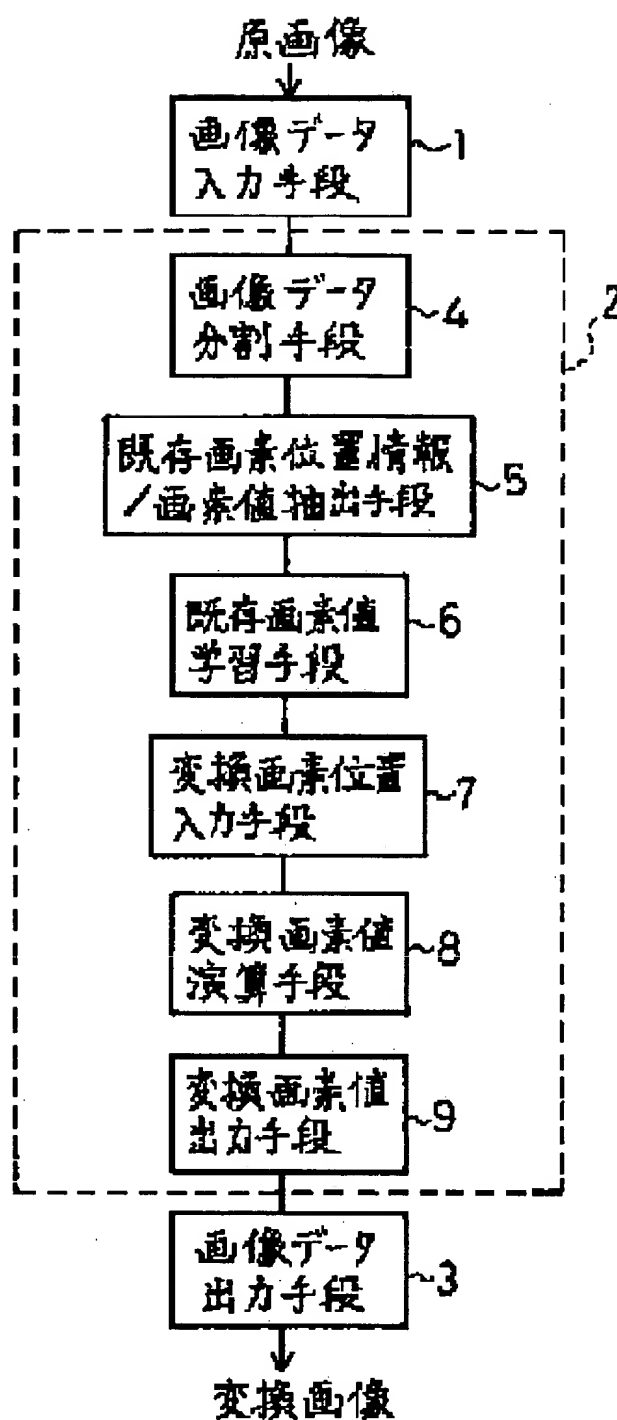 原画像
画像データ
入力手段
1
2
画像データ
分割手段
4
既存画素位置情報
/画素値抽出手段
5
既存画素値
学習手段
6
変換画素位置
入力手段
7
変換画素値
演算手段
8
変換画素値
出力手段
9
画像データ
出力手段
3
変換画像